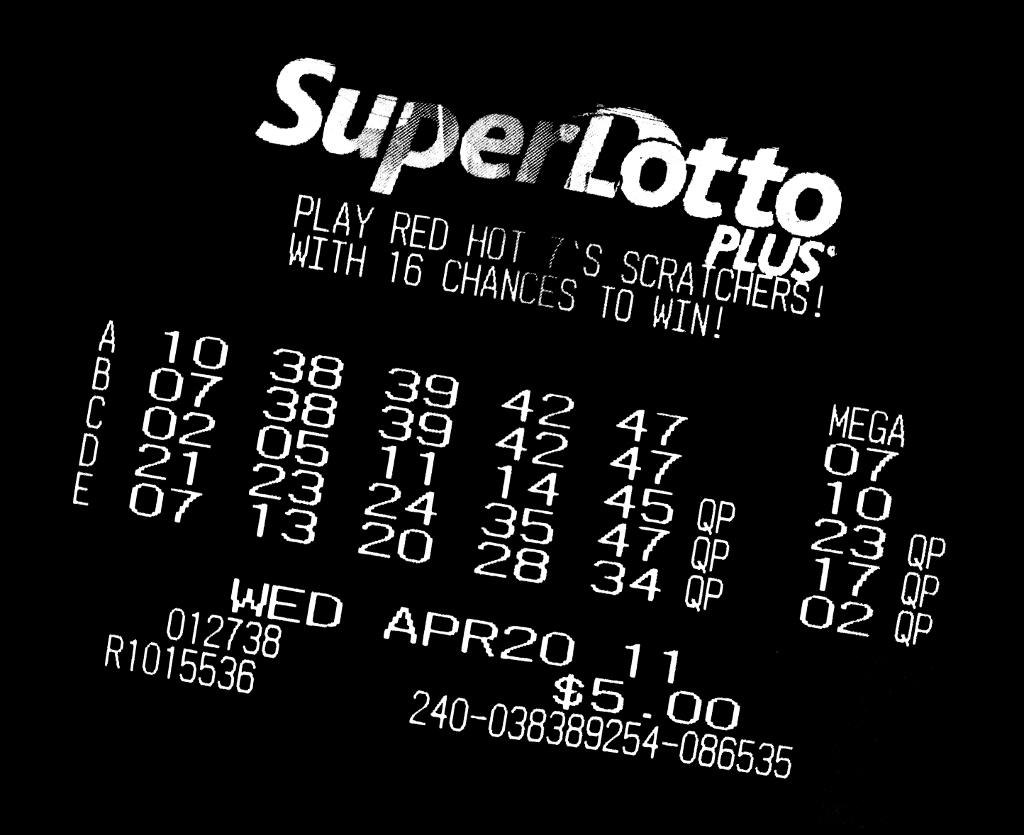 SuperLotto
PLUS
PLAY RED HOT 7'S SCRATCHERS!
WITH 16 CHANCES TO WIN!
MEGA
A 10 38 39 42 47 07
B 07 38 39 42 47 10
C 02 05 11 14 45 QP 23 QP
D 21 23 24 35 47 QP 17 QP
E 07 13 20 28 34 QP 02 QP
WED APR20 11
012738 $5.00
R1015536 240-038389254-086535